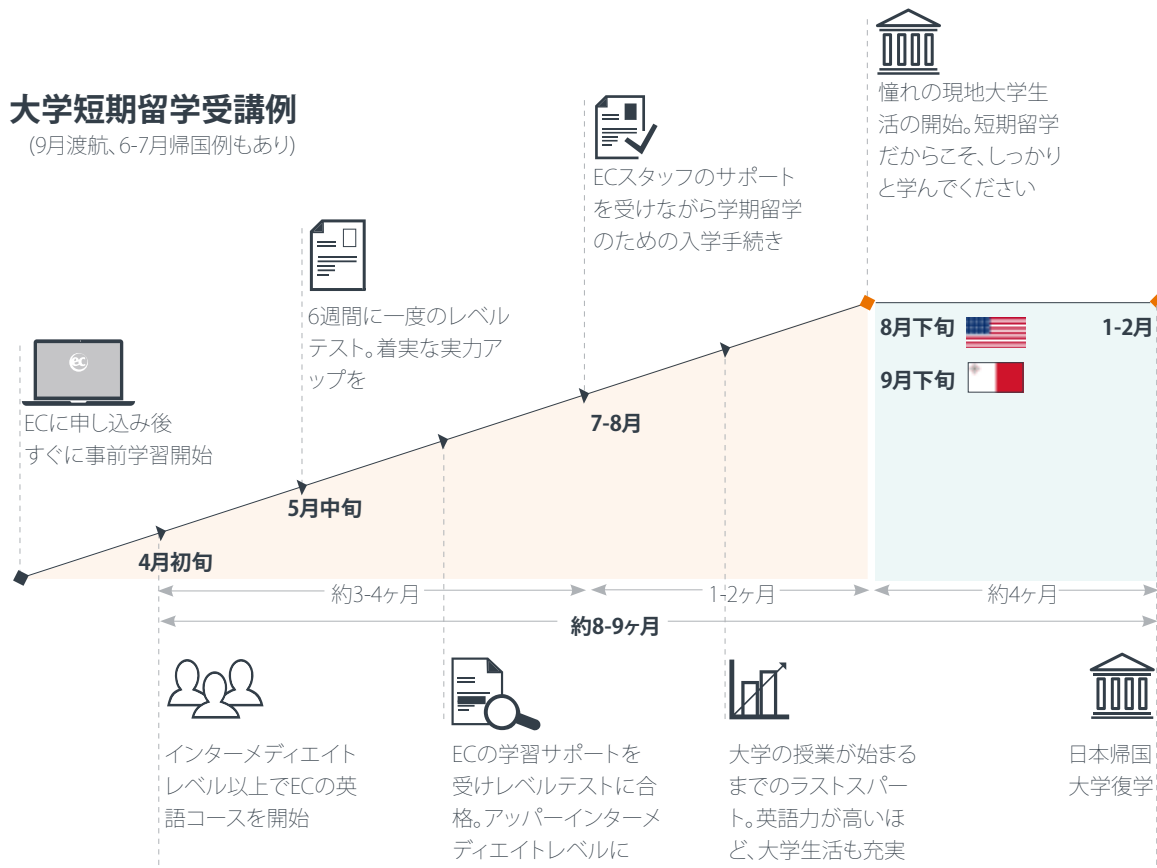 大学短期留学受講例
(9月渡航、6-7月帰国例もあり)
憧れの現地大学生
活の開始。短期留学
だからこそ、しっかり
と学んでください
ECスタッフのサポート
を受けながら学期留学
のための入学手続き
6週間に一度のレベル
テスト。着実な実力ア
ップを
ec
ECに申し込み後
すぐに事前学習開始
8月下旬
1-2月
9月下旬
7-8月
5月中旬
4月初旬
約3-4ヶ月
1-2ヶ月
約4ヶ月
約8-9ヶ月
インターメディエイト
レベル以上でECの英
語コースを開始
ECの学習サポートを
受けレベルテストに合
格。アッパーインターメ
ディエイトレベルに
大学の授業が始まる
までのラストスパー
ト。英語力が高いほ
ど、大学生活も充実
日本帰国
大学復学